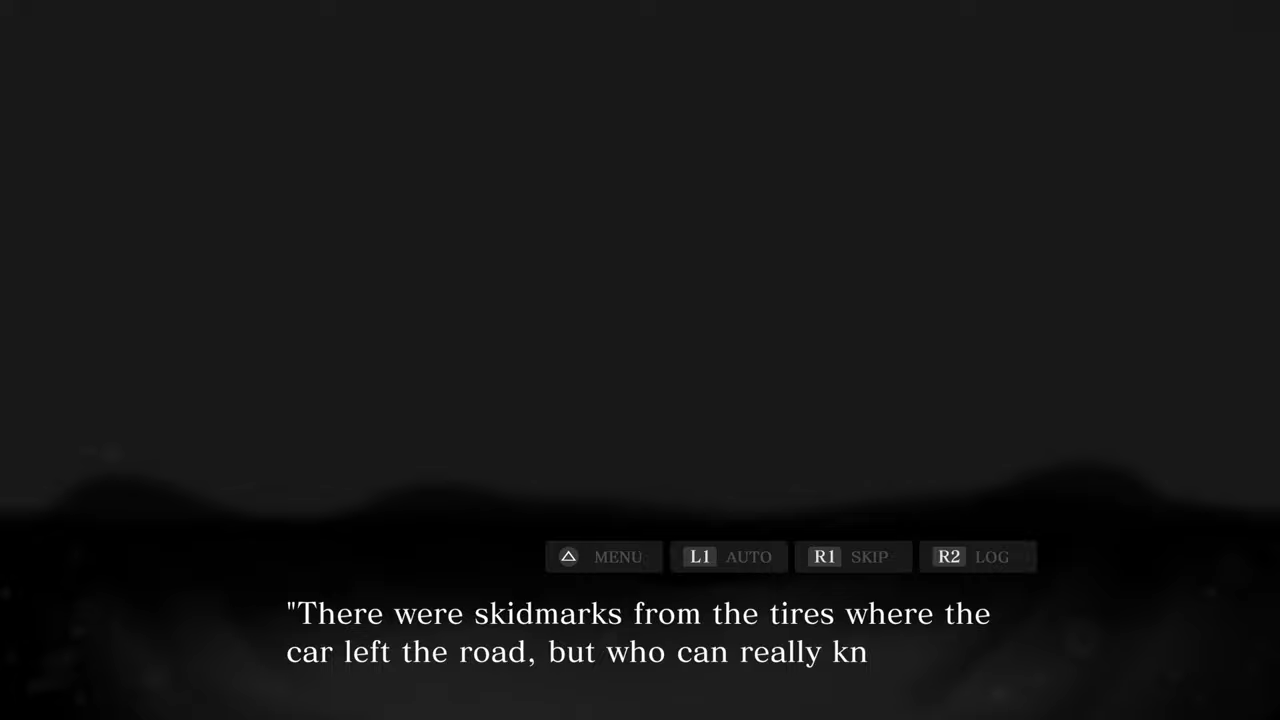 MENU L1 AUTO R1 SKIP R2 LOG
"There were skidmarks from the tires where the
car left the road, but who can really kn